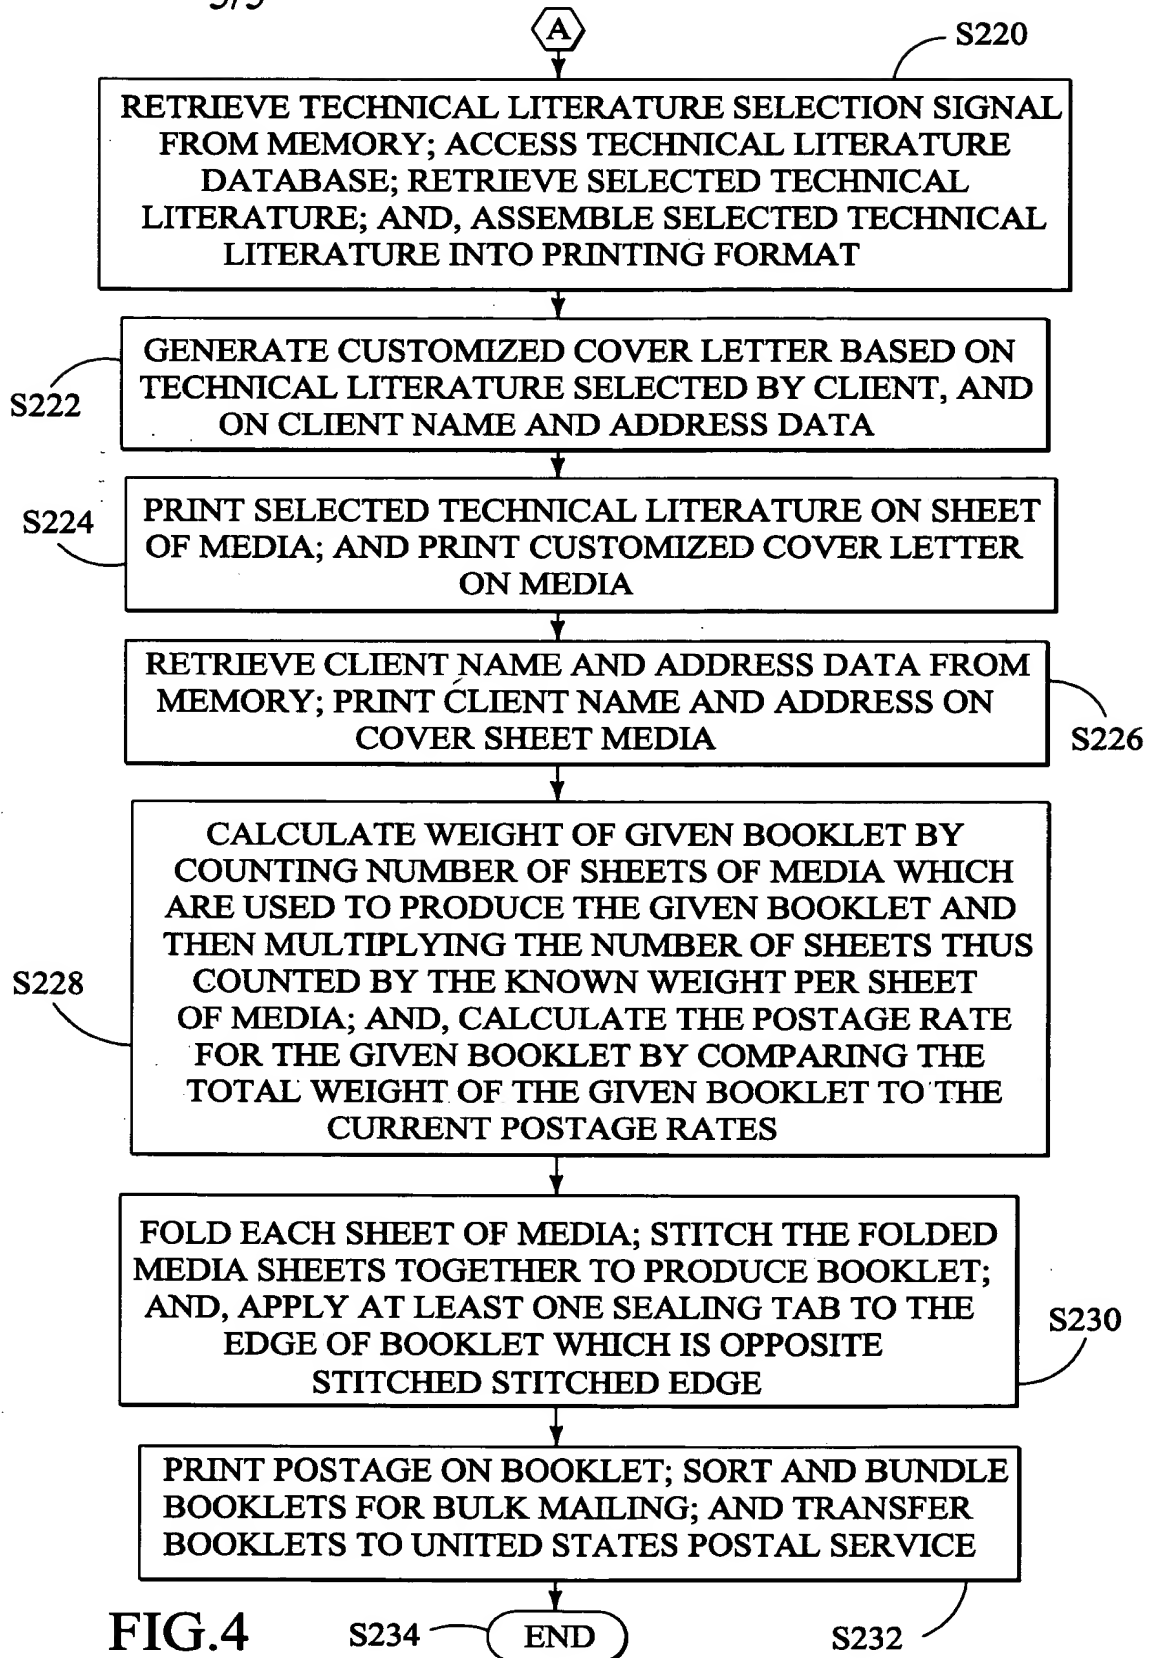 A
S220
RETRIEVE TECHNICAL LITERATURE SELECTION SIGNAL
FROM MEMORY; ACCESS TECHNICAL LITERATURE
DATABASE; RETRIEVE SELECTED TECHNICAL
LITERATURE; AND, ASSEMBLE SELECTED TECHNICAL
LITERATURE INTO PRINTING FORMAT
S222
GENERATE CUSTOMIZED COVER LETTER BASED ON
TECHNICAL LITERATURE SELECTED BY CLIENT, AND
ON CLIENT NAME AND ADDRESS DATA
S224
PRINT SELECTED TECHNICAL LITERATURE ON SHEET
OF MEDIA; AND PRINT CUSTOMIZED COVER LETTER
ON MEDIA
RETRIEVE CLIENT NAME AND ADDRESS DATA FROM
MEMORY; PRINT CLIENT NAME AND ADDRESS ON
COVER SHEET MEDIA
S226
CALCULATE WEIGHT OF GIVEN BOOKLET BY
COUNTING NUMBER OF SHEETS OF MEDIA WHICH
ARE USED TO PRODUCE THE GIVEN BOOKLET AND
THEN MULTIPLYING THE NUMBER OF SHEETS THUS
COUNTED BY THE KNOWN WEIGHT PER SHEET
OF MEDIA; AND, CALCULATE THE POSTAGE RATE
FOR THE GIVEN BOOKLET BY COMPARING THE
TOTAL WEIGHT OF THE GIVEN BOOKLET TO THE
CURRENT POSTAGE RATES
S228
FOLD EACH SHEET OF MEDIA; STITCH THE FOLDED
MEDIA SHEETS TOGETHER TO PRODUCE BOOKLET;
AND, APPLY AT LEAST ONE SEALING TAB TO THE
EDGE OF BOOKLET WHICH IS OPPOSITE
STITCHED STITCHED EDGE
S230
PRINT POSTAGE ON BOOKLET; SORT AND BUNDLE
BOOKLETS FOR BULK MAILING; AND TRANSFER
BOOKLETS TO UNITED STATES POSTAL SERVICE
S232
FIG.4
S234
END